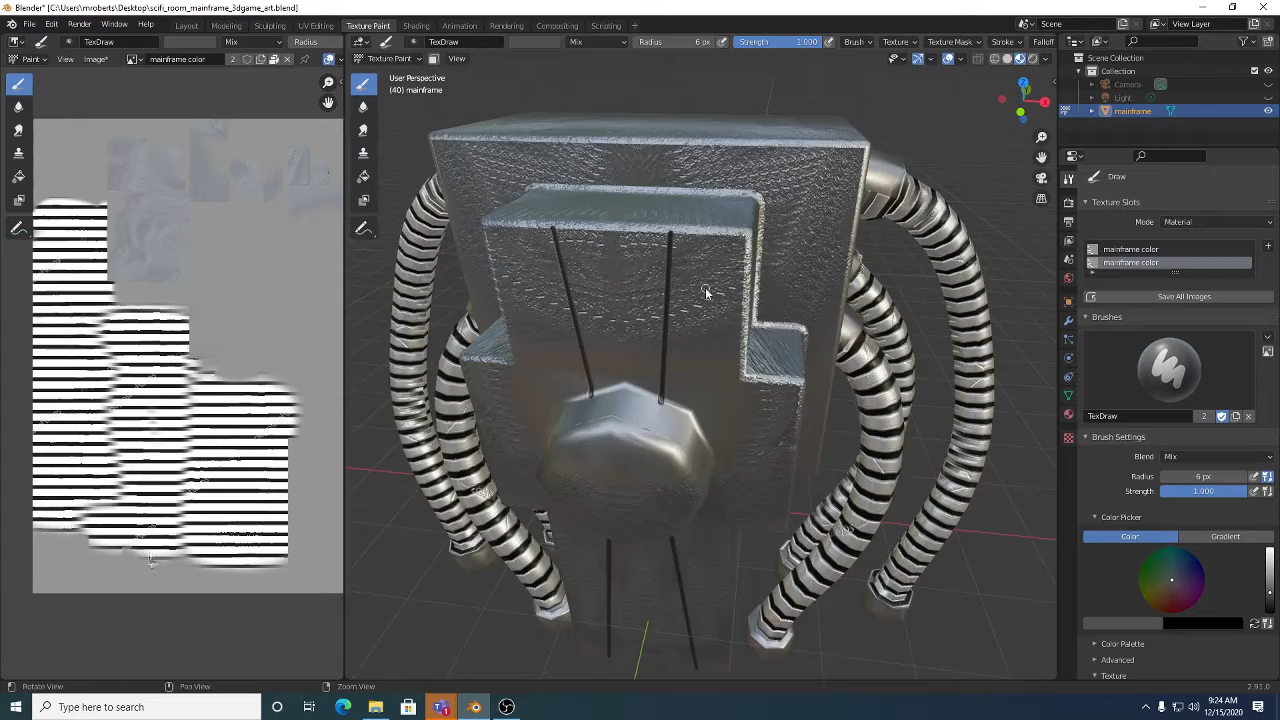 Blender* [C:\Users\mroberts\Desktop\scifi_room_mainframe_3dgame_art.blend]
File Edit Render Window Help Layout Modeling Sculpting UV Editing Texture Paint Shading Animation Rendering Compositing Scripting + Scene View Layer
TexDraw Mix Radius TexDraw Mix Radius 6 px Strength 1.000 Brush Texture Texture Mask Stroke Falloff
Paint View Image* mainframe color 2 Texture Paint View
User Perspective
(40) mainframe
X
Scene Collection
Collection
Camera
Light
mainframe
Draw
Texture Slots
Mode Material
mainframe color
mainframe color
Save All Images
Brushes
TexDraw 2
Brush Settings
Blend Mix
Radius 6 px
Strength 1.000
Color Picker
Color Gradient
Color Palette
Advanced
Texture
Rotate View Pan View Zoom View 2.91.0
Type here to search
9:24 AM
12/15/2020